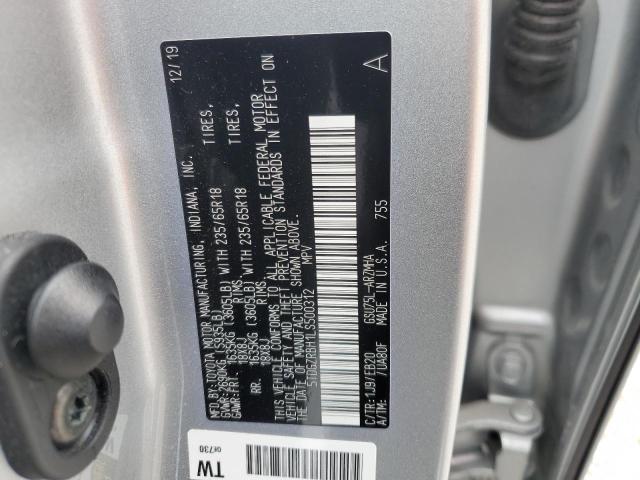 MFD.BY:TOYOTA MOTOR MANUFACTURING, INDIANA, INC. 12/19
GVWR:2690KG (5935LB)
GAWR:FRT. 1635KG (3605LB) WITH 235/65R18 TIRES,
18X8J RIMS.
RR. 1635KG (3605LB) WITH 235/65R18 TIRES,
18X8J RIMS.
THIS VEHICLE CONFORMS TO ALL APPLICABLE FEDERAL MOTOR
VEHICLE SAFETY AND THEFT PREVENTION STANDARDS IN EFFECT ON
THE DATE OF MANUFACTURE SHOWN ABOVE.
5TDGZRBH1LS500312 MPV
A
C/TR:1J9/FB20 GSU75L-ARZMHA
A/TM: /UA80F MADE IN U.S.A. 755
TW